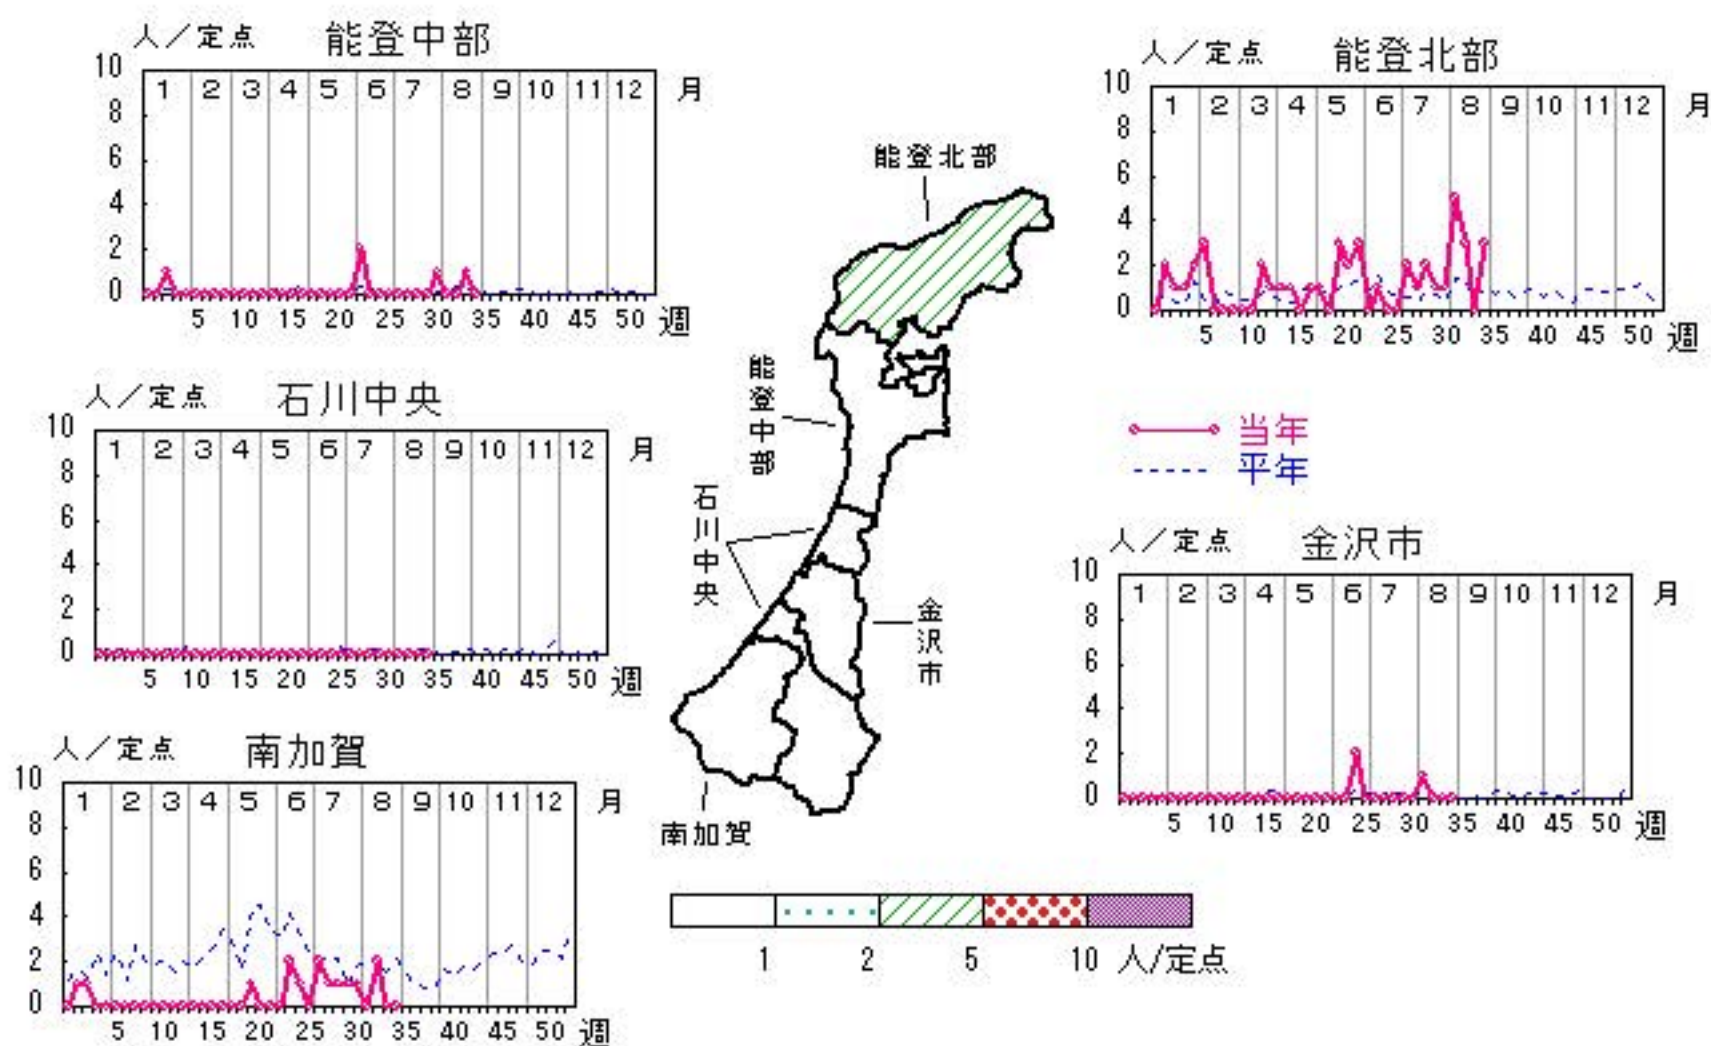 人／定点 能登中部
10 8 6 4 2 0
1 2 3 4 5 6 7 8 9 10 11 12 月
5 10 15 20 25 30 35 40 45 50 週
人／定点 能登北部
10 8 6 4 2 0
1 2 3 4 5 6 7 8 9 10 11 12 月
5 10 15 20 25 30 35 40 45 50 週
人／定点 石川中央
10 8 6 4 2 0
1 2 3 4 5 6 7 8 9 10 11 12 月
5 10 15 20 25 30 35 40 45 50 週
能登北部
能登中部
石川中央
金沢市
南加賀
当年
平年
人／定点 金沢市
10 8 6 4 2 0
1 2 3 4 5 6 7 8 9 10 11 12 月
5 10 15 20 25 30 35 40 45 50 週
人／定点 南加賀
10 8 6 4 2 0
1 2 3 4 5 6 7 8 9 10 11 12 月
5 10 15 20 25 30 35 40 45 50 週
1 2 5 10 人/定点